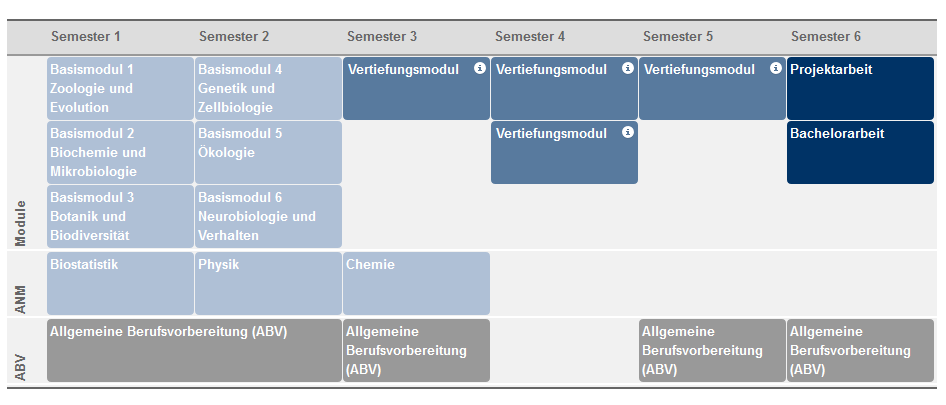 Semester 1
Semester 2
Semester 3
Semester 4
Semester 5
Semester 6
Module
Basismodul 1
Zoologie und
Evolution
Basismodul 4
Genetik und
Zellbiologie
Vertiefungsmodul
Vertiefungsmodul
Vertiefungsmodul
Projektarbeit
Basismodul 2
Biochemie und
Mikrobiologie
Basismodul 5
Ökologie
Vertiefungsmodul
Bachelorarbeit
Basismodul 3
Botanik und
Biodiversität
Basismodul 6
Neurobiologie und
Verhalten
ANM
Biostatistik
Physik
Chemie
ABV
Allgemeine Berufsvorbereitung (ABV)
Allgemeine
Berufsvorbereitung
(ABV)
Allgemeine
Berufsvorbereitung
(ABV)
Allgemeine
Berufsvorbereitung
(ABV)